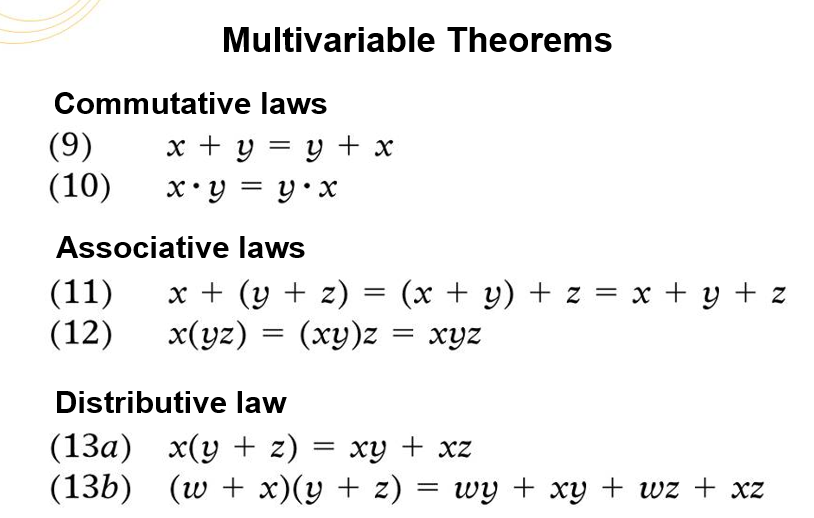 Multivariable Theorems
Commutative laws
(9) x + y = y + x
(10) x · y = y · x
Associative laws
(11) x + (y + z) = (x + y) + z = x + y + z
(12) x(yz) = (xy)z = xyz
Distributive law
(13a) x(y + z) = xy + xz
(13b) (w + x)(y + z) = wy + xy + wz + xz